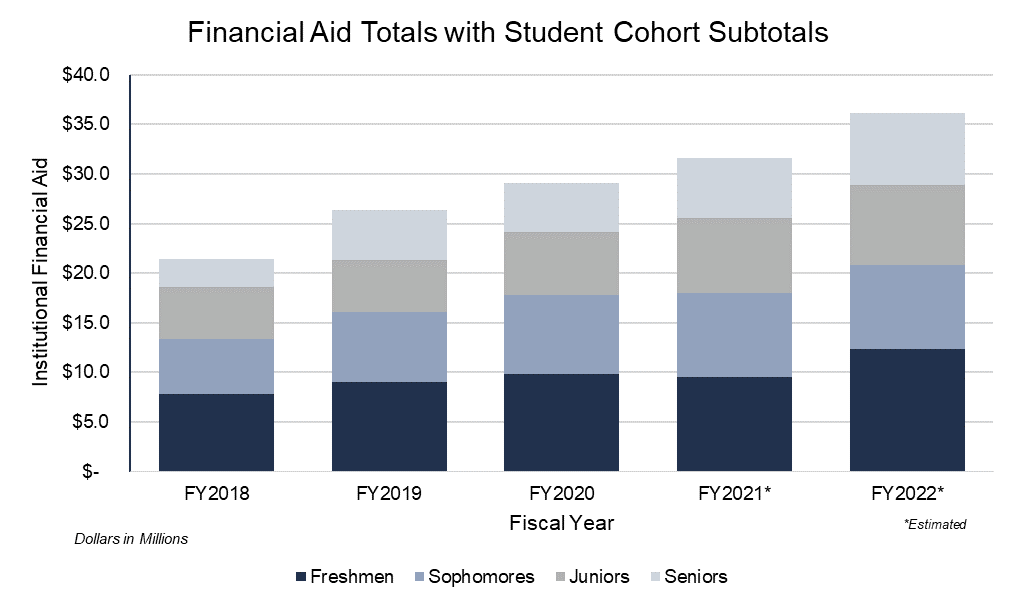 Financial Aid Totals with Student Cohort Subtotals
Institutional Financial Aid
$40.0
$35.0
$30.0
$25.0
$20.0
$15.0
$10.0
$5.0
$-
FY2018 FY2019 FY2020 FY2021* FY2022*
Fiscal Year
*Estimated
Dollars in Millions
Freshmen Sophomores Juniors Seniors